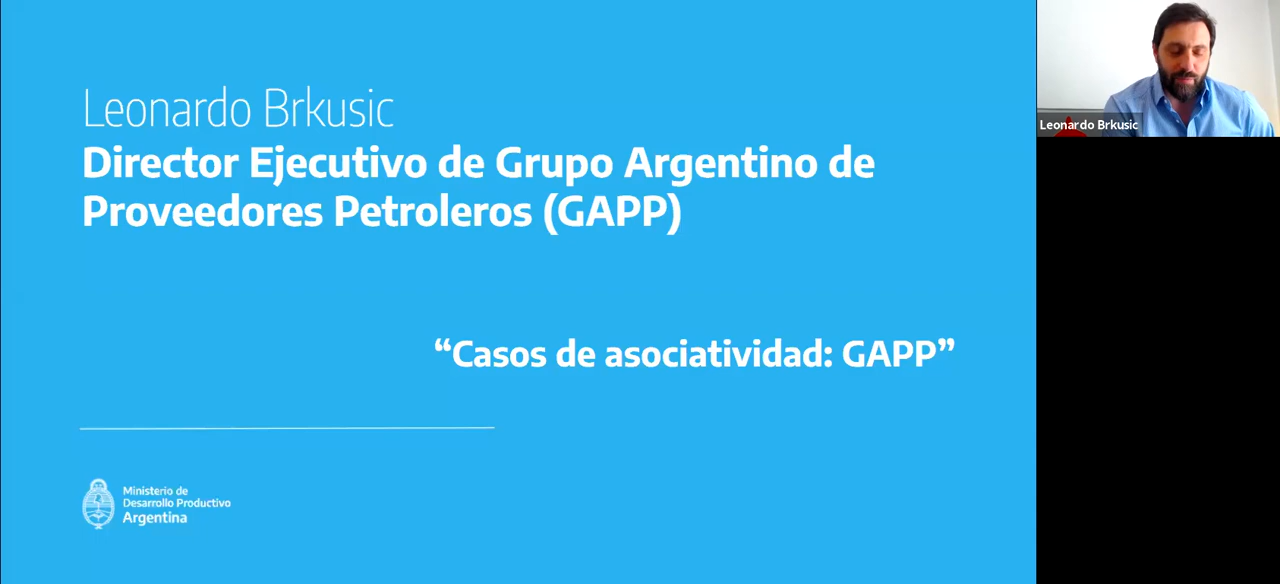 Leonardo Brkusic
Director Ejecutivo de Grupo Argentino de
Proveedores Petroleros (GAPP)
“Casos de asociatividad: GAPP”
Ministerio de
Desarrollo Productivo
Argentina
Leonardo Brkusic